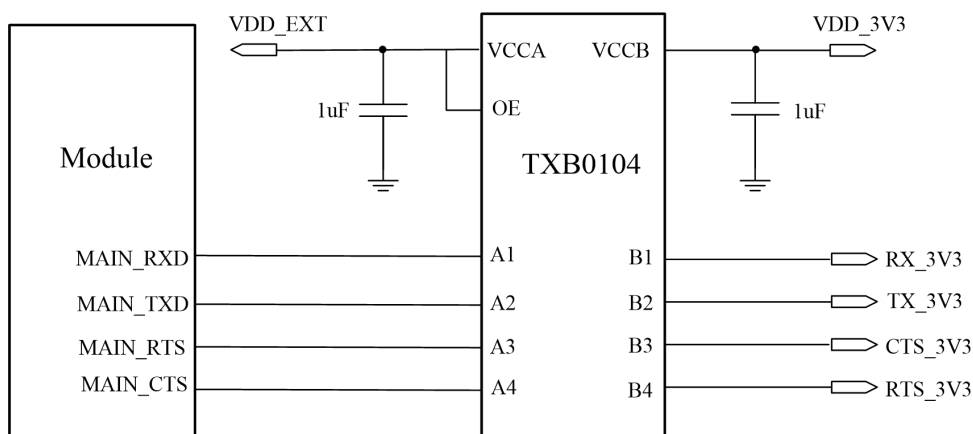 VDD_EXT
VDD_3V3
VCCA
VCCB
1uF
OE
1uF
Module
TXB0104
MAIN_RXD
A1
B1
RX_3V3
MAIN_TXD
A2
B2
TX_3V3
MAIN_RTS
A3
B3
CTS_3V3
MAIN_CTS
A4
B4
RTS_3V3